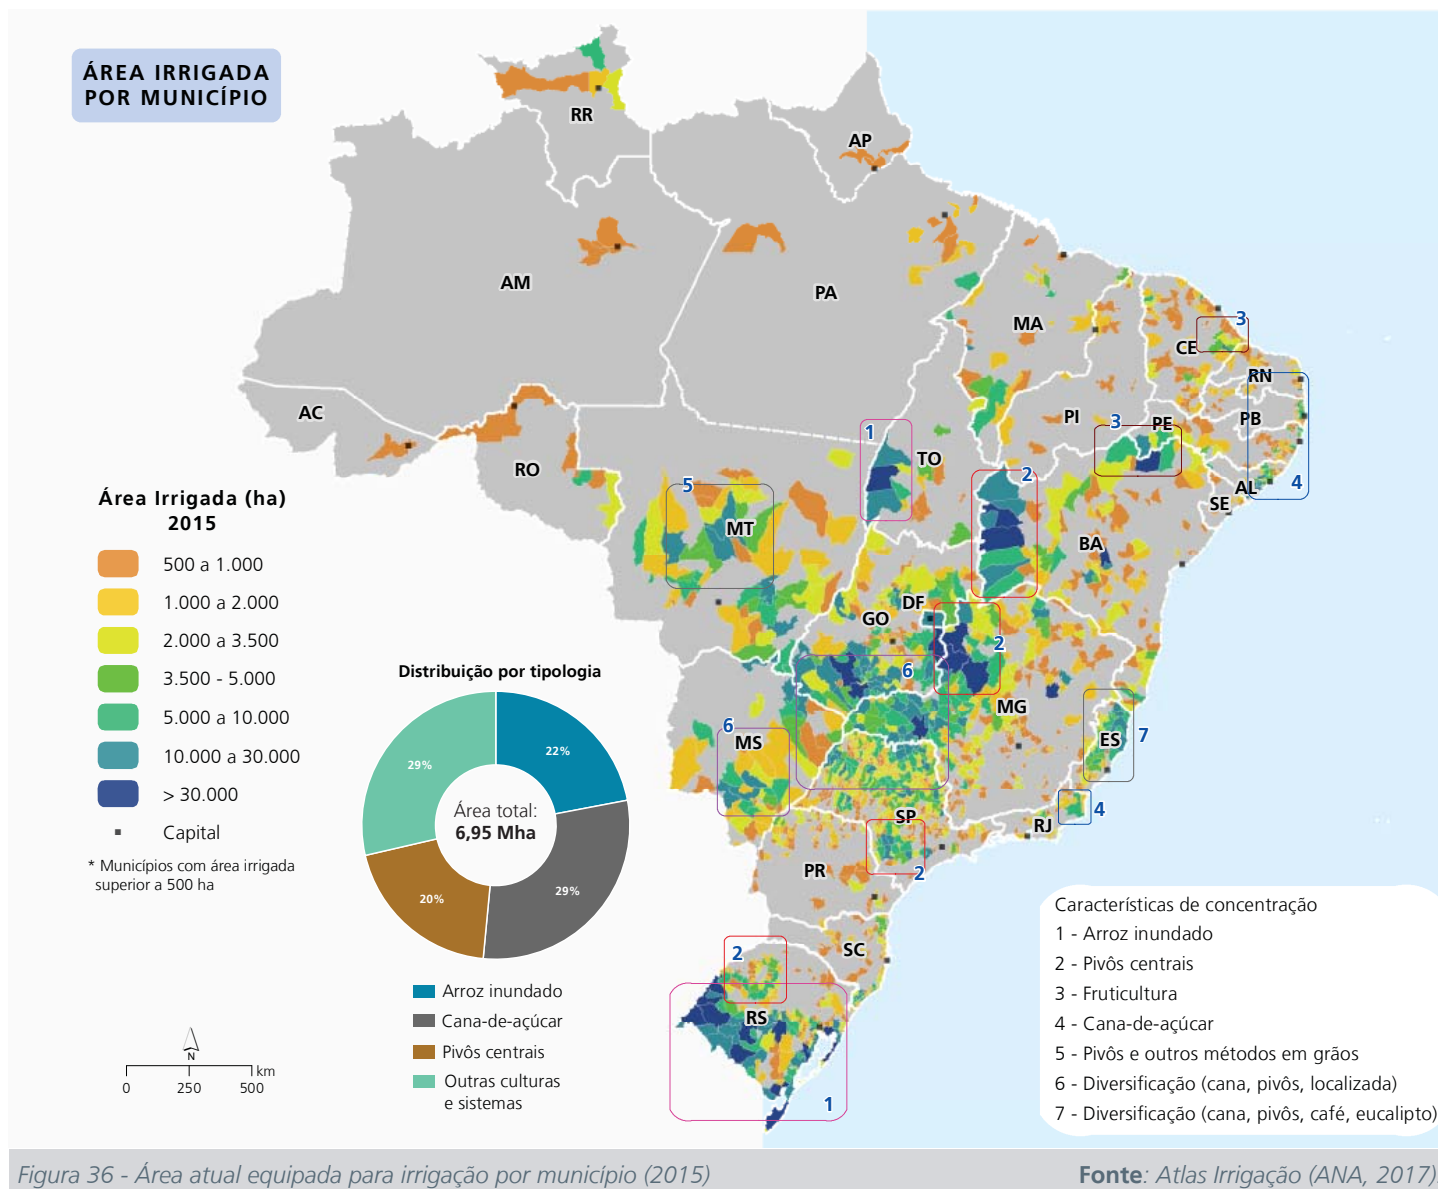 ÁREA IRRIGADA
POR MUNICÍPIO
RR
AP
AM
PA
MA
CE
3
RN
PB
4
AC
RO
PI
3
PE
AL
SE
1
TO
2
5
MT
BA
GO
DF
2
6
MG
6
MS
ES
7
4
RJ
SP
2
PR
SC
2
RS
1
Área Irrigada (ha)
2015
500 a 1.000
1.000 a 2.000
2.000 a 3.500
3.500 - 5.000
5.000 a 10.000
10.000 a 30.000
> 30.000
Capital
* Municípios com área irrigada
superior a 500 ha
N
km
0 250 500
Distribuição por tipologia
22%
29%
20%
29%
Área total:
6,95 Mha
Arroz inundado
Cana-de-açúcar
Pivôs centrais
Outras culturas
e sistemas
Características de concentração
1 - Arroz inundado
2 - Pivôs centrais
3 - Fruticultura
4 - Cana-de-açúcar
5 - Pivôs e outros métodos em grãos
6 - Diversificação (cana, pivôs, localizada)
7 - Diversificação (cana, pivôs, café, eucalipto)
Figura 36 - Área atual equipada para irrigação por município (2015)
Fonte: Atlas Irrigação (ANA, 2017)